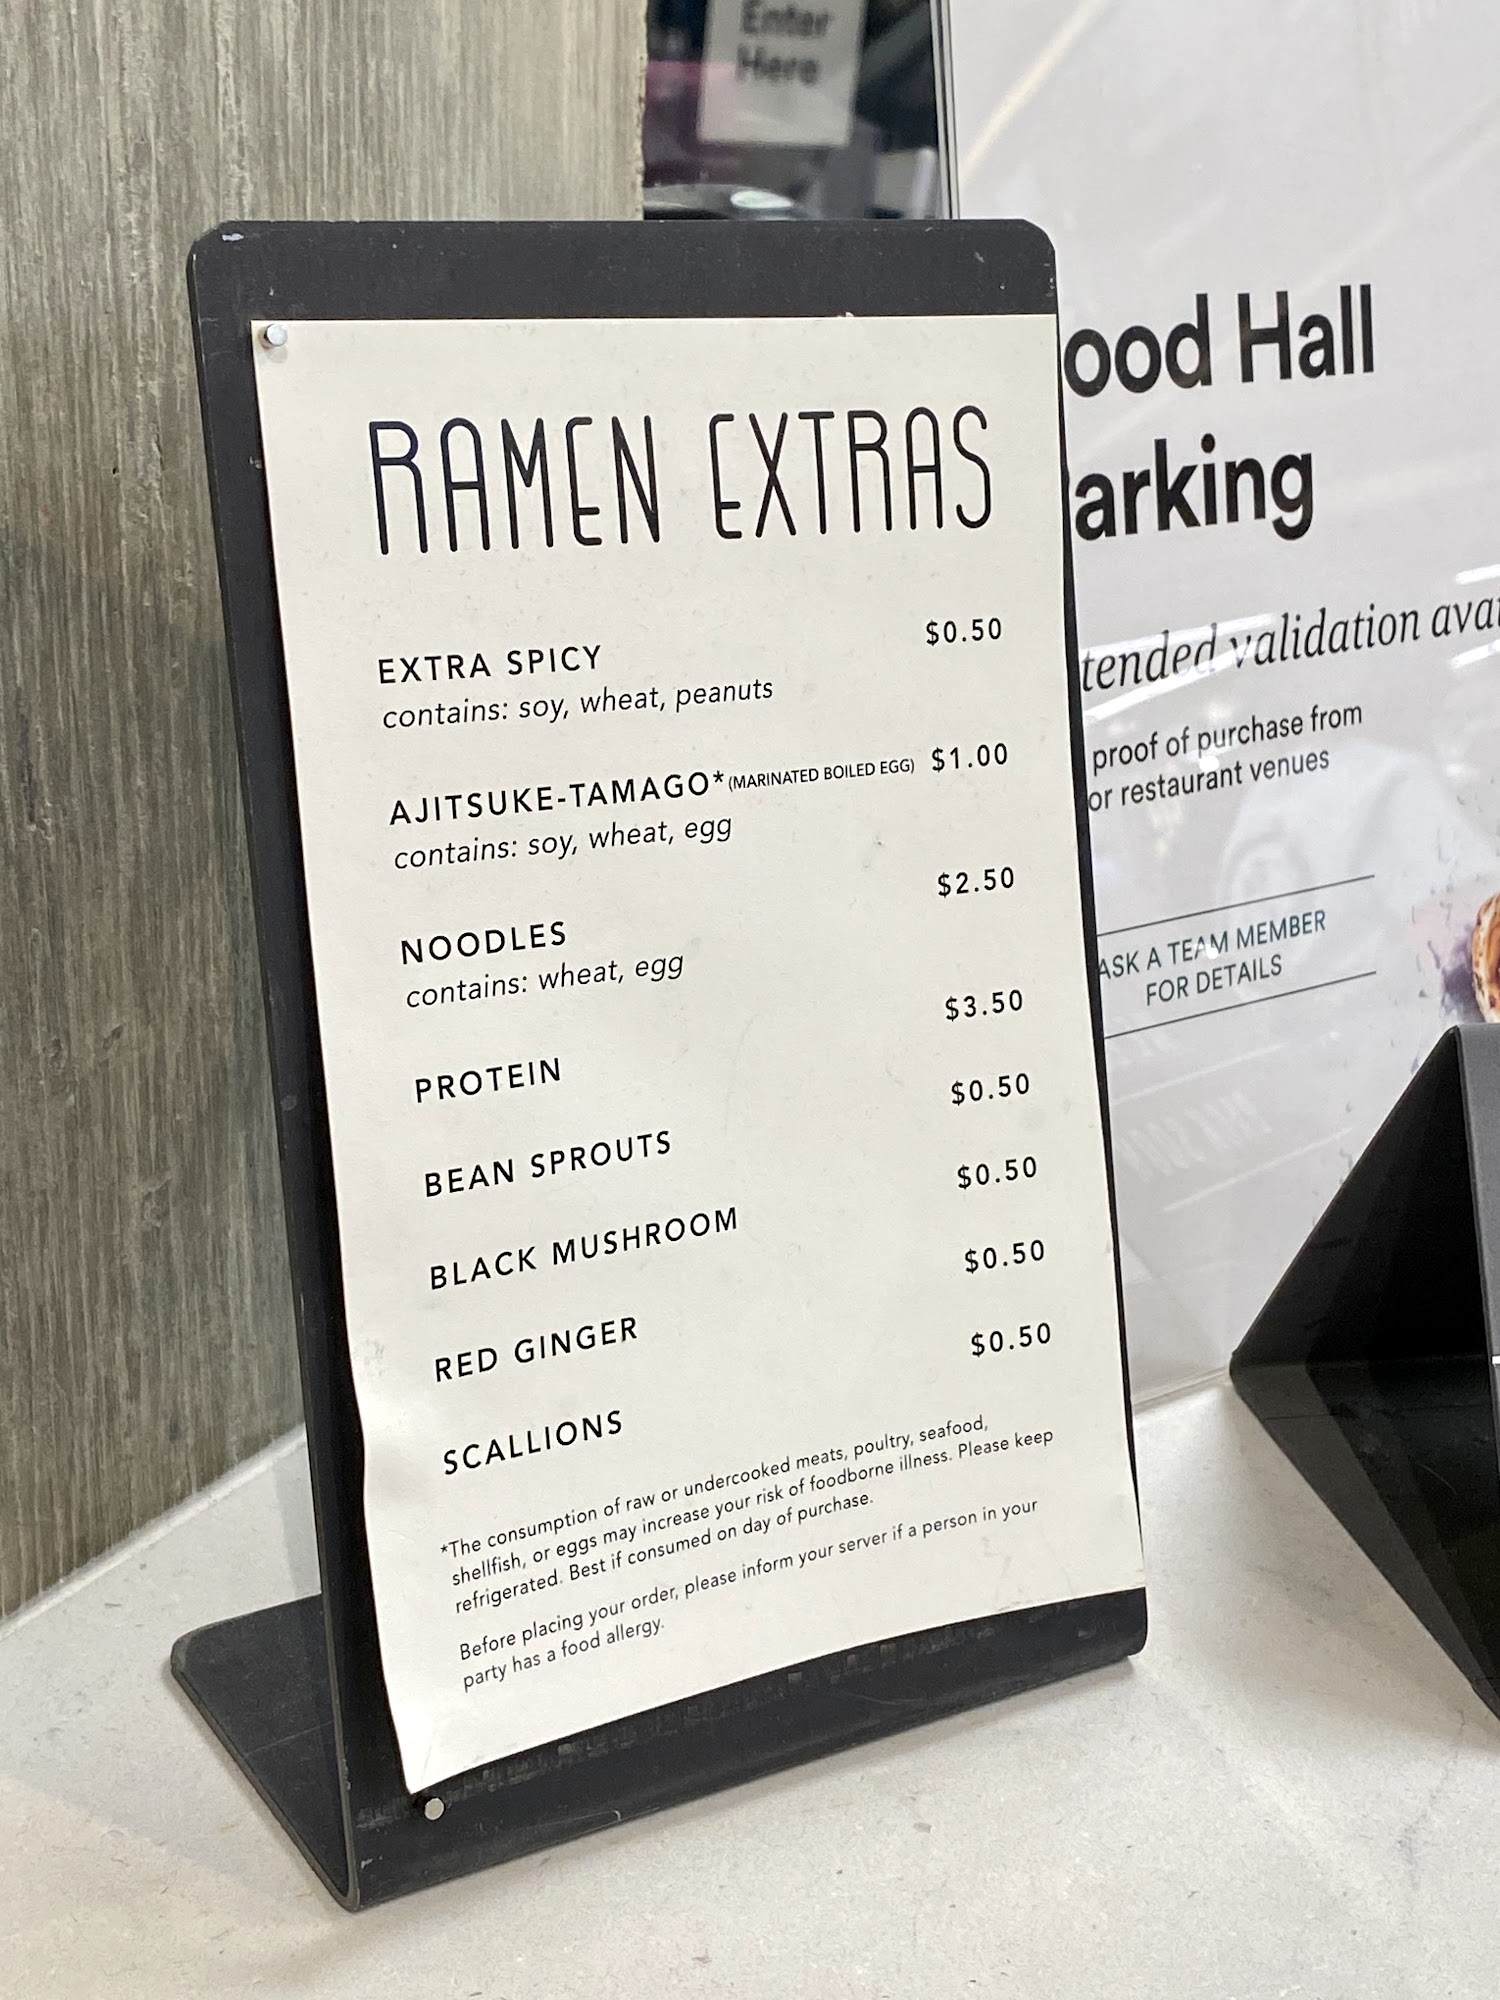 Enter
Here
RAMEN EXTRAS
EXTRA SPICY $0.50
contains: soy, wheat, peanuts
AJITSUKE-TAMAGO* (MARINATED BOILED EGG) $1.00
contains: soy, wheat, egg
NOODLES $2.50
contains: wheat, egg
PROTEIN $3.50
BEAN SPROUTS $0.50
BLACK MUSHROOM $0.50
RED GINGER $0.50
SCALLIONS $0.50
*The consumption of raw or undercooked meats, poultry, seafood,
shellfish, or eggs may increase your risk of foodborne illness. Please keep
refrigerated. Best if consumed on day of purchase.
Before placing your order, please inform your server if a person in your
party has a food allergy.
ood Hall
arking
tended validation avai
proof of purchase from
or restaurant venues
ASK A TEAM MEMBER
FOR DETAILS